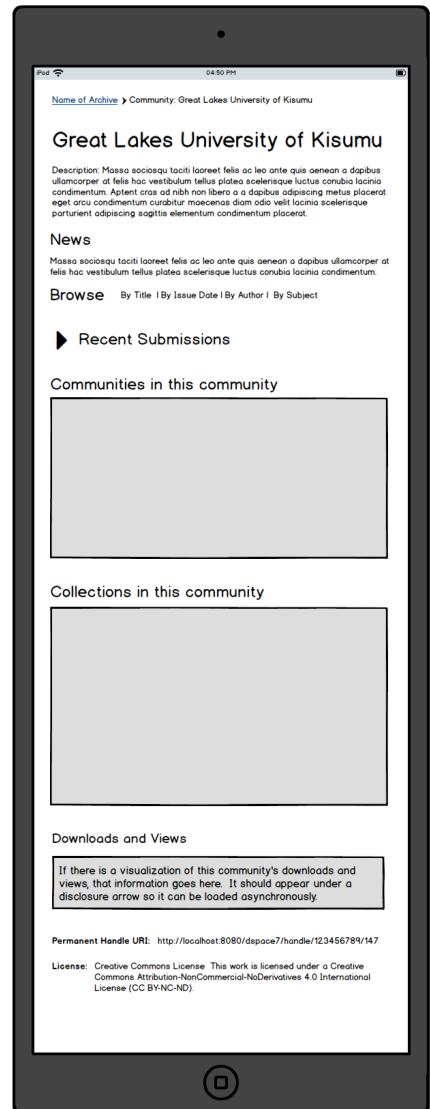 iPad 04:50 PM
Name of Archive ❯ Community: Great Lakes University of Kisumu
Great Lakes University of Kisumu
Description: Massa sociosqu taciti laoreet felis ac leo ante quis aenean a dapibus
ullamcorper at felis hac vestibulum tellus platea scelerisque luctus conubia lacinia
condimentum. Aptent cras ad nibh non libero a a dapibus adipiscing metus placerat
eget arcu condimentum curabitur maecenas diam odio velit lacinia scelerisque
parturient adipiscing sagittis elementum condimentum placerat.
News
Massa sociosqu taciti laoreet felis ac leo ante quis aenean a dapibus ullamcorper at
felis hac vestibulum tellus platea scelerisque luctus conubia lacinia condimentum.
Browse By Title | By Issue Date | By Author | By Subject
Recent Submissions
Communities in this community
Collections in this community
Downloads and Views
If there is a visualization of this community's downloads and
views, that information goes here. It should appear under a
disclosure arrow so it can be loaded asynchronously.
Permanent Handle URI: http://localhost:8080/dspace7/handle/123456789/147
License: Creative Commons License This work is licensed under a Creative
Commons Attribution-NonCommercial-NoDerivatives 4.0 International
License (CC BY-NC-ND).